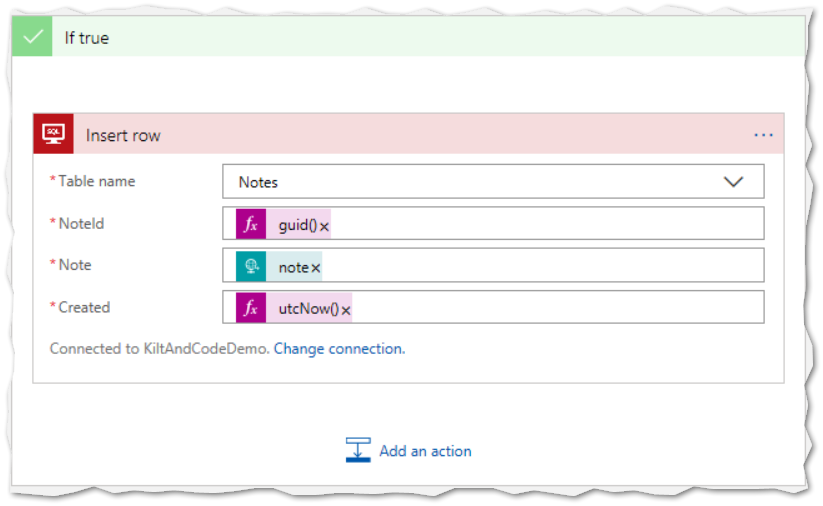 If true
SQL
Insert row
...
*Table name Notes
*NoteId fx guid()×
*Note note×
*Created fx utcNow()×
Connected to KiltAndCodeDemo. Change connection.
Add an action